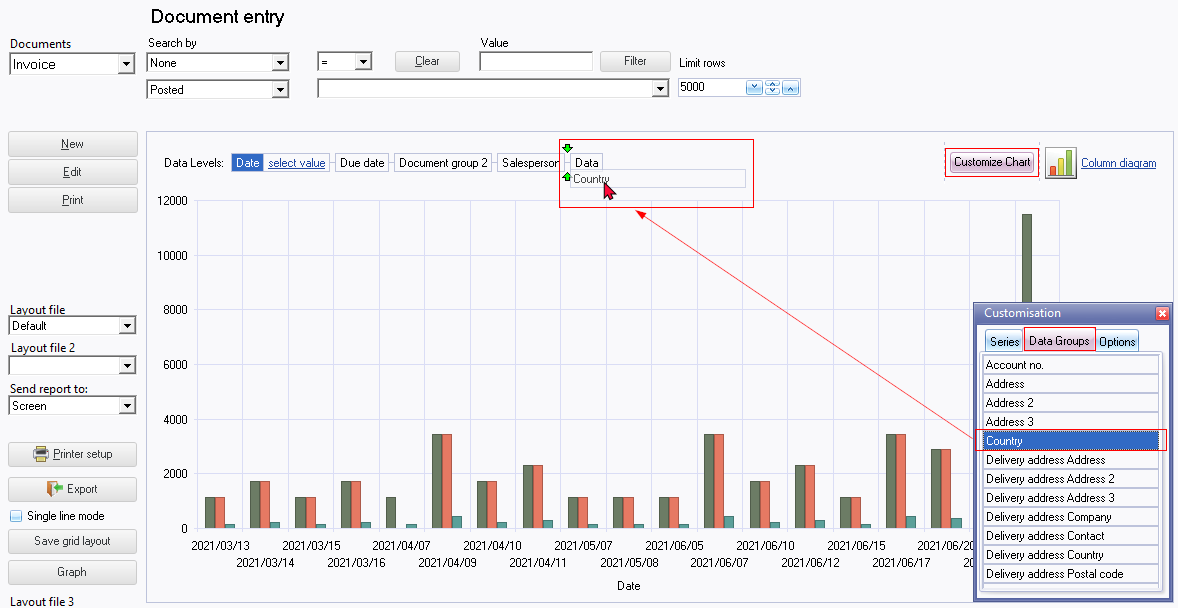 Document entry
Documents
Search by
Value
Invoice
None
=
Clear
Filter
Limit rows
Posted
5000
New
Edit
Print
Data Levels:
Date
select value
Due date
Document group 2
Salesperson
Data
Country
Customize Chart
Column diagram
12000
10000
8000
6000
4000
2000
0
2021/03/13
2021/03/15
2021/04/07
2021/04/10
2021/05/07
2021/06/05
2021/06/10
2021/06/15
2021/06/20
2021/03/14
2021/03/16
2021/04/09
2021/04/11
2021/05/08
2021/06/07
2021/06/12
2021/06/17
Date
Layout file
Default
Layout file 2
Send report to:
Screen
Printer setup
Export
Single line mode
Save grid layout
Graph
Layout file 3
Customisation
Series
Data Groups
Options
Account no.
Address
Address 2
Address 3
Country
Delivery address Address
Delivery address Address 2
Delivery address Address 3
Delivery address Company
Delivery address Contact
Delivery address Country
Delivery address Postal code